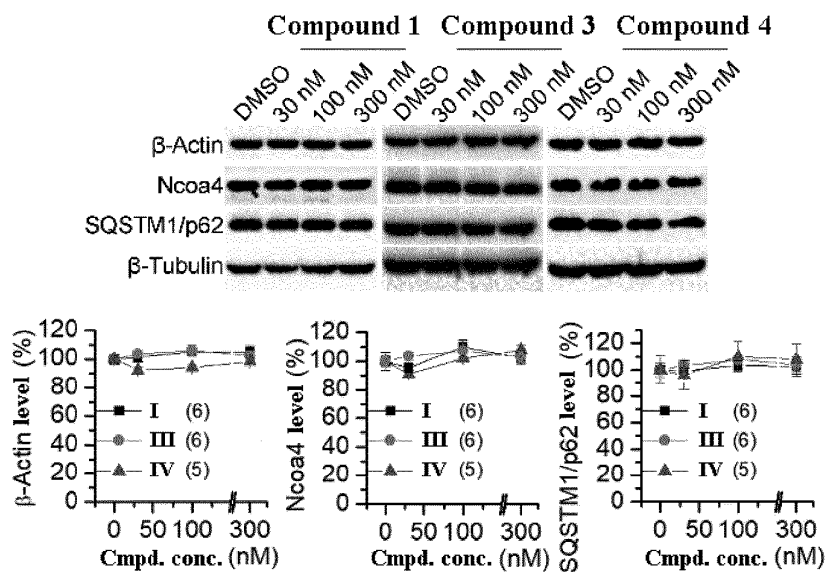 Compound 1 Compound 3 Compound 4
DMSO 30 nM 100 nM 300 nM DMSO 30 nM 100 nM 300 nM DMSO 30 nM 100 nM 300 nM
β-Actin
Ncoa4
SQSTM1/p62
β-Tubulin
β-Actin level (%)
120
100
80
60
40
20
0
I (6)
III (6)
IV (5)
0 50 100 300
Cmpd. conc. (nM)
Ncoa4 level (%)
120
100
80
60
40
20
0
I (6)
III (6)
IV (5)
0 50 100 300
Cmpd. conc. (nM)
SQSTM1/p62 level (%)
120
100
80
60
40
20
0
I (6)
III (6)
IV (5)
0 50 100 300
Cmpd. conc. (nM)